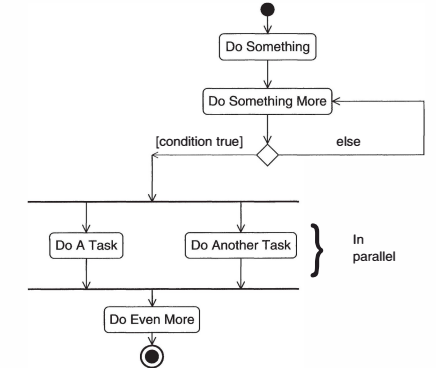 Do Something
Do Something More
[condition true]
else
Do A Task
Do Another Task
In
parallel
Do Even More